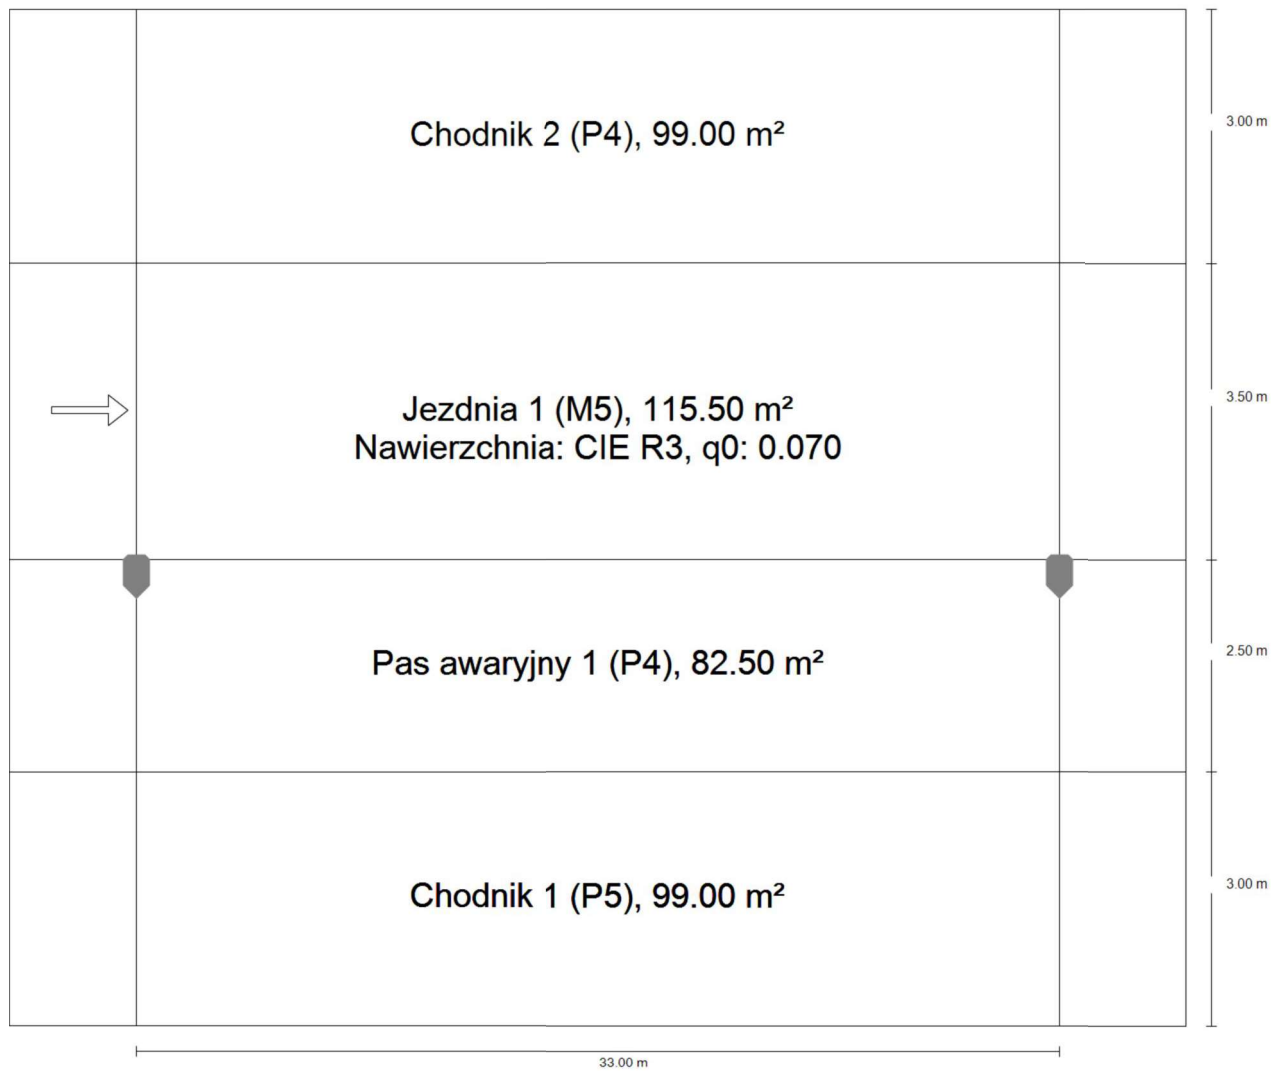 Chodnik 2 (P4), 99.00 m²
3.00 m
Jezdnia 1 (M5), 115.50 m²
Nawierzchnia: CIE R3, q0: 0.070
3.50 m
Pas awaryjny 1 (P4), 82.50 m²
2.50 m
Chodnik 1 (P5), 99.00 m²
3.00 m
33.00 m